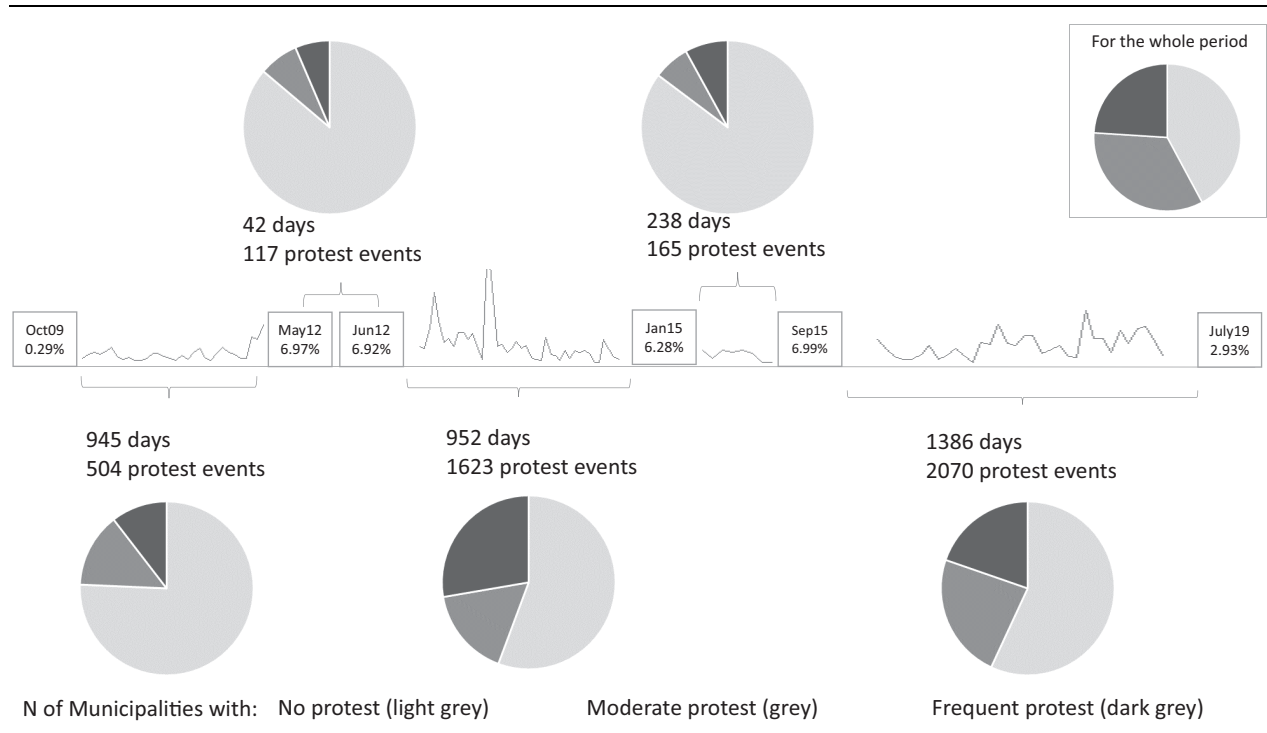 For the whole period
42 days
117 protest events
238 days
165 protest events
Oct09
0.29%
May12
6.97%
Jun12
6.92%
Jan15
6.28%
Sep15
6.99%
July19
2.93%
945 days
504 protest events
952 days
1623 protest events
1386 days
2070 protest events
N of Municipalities with: No protest (light grey) Moderate protest (grey) Frequent protest (dark grey)